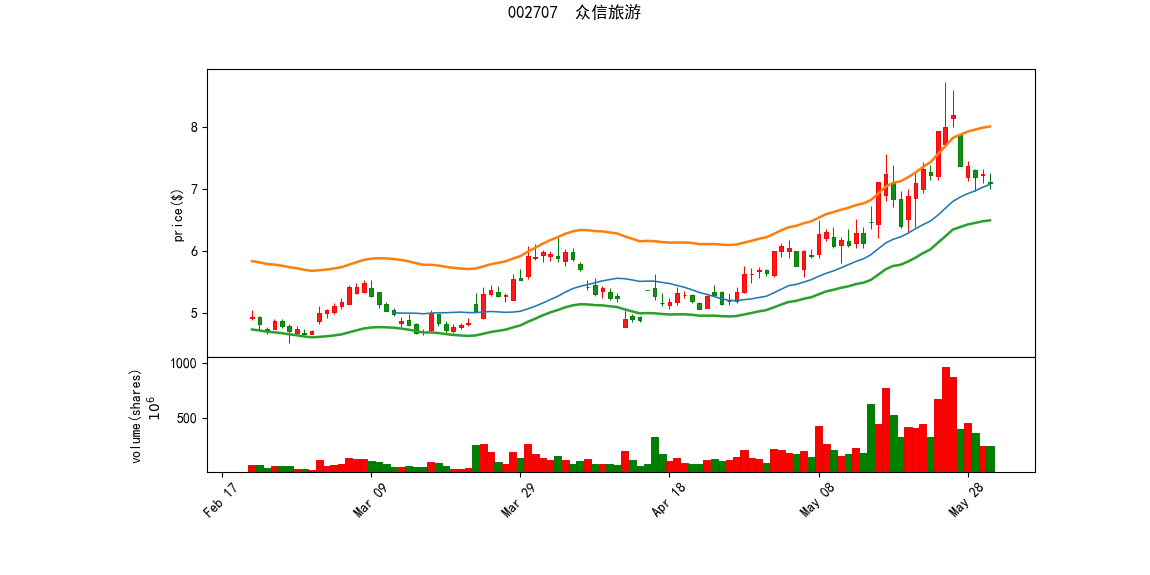 002707 众信旅游
price($)
8
7
6
5
volume(shares)
10^6
1000
500
Feb 17
Mar 09
Mar 29
Apr 18
May 08
May 28